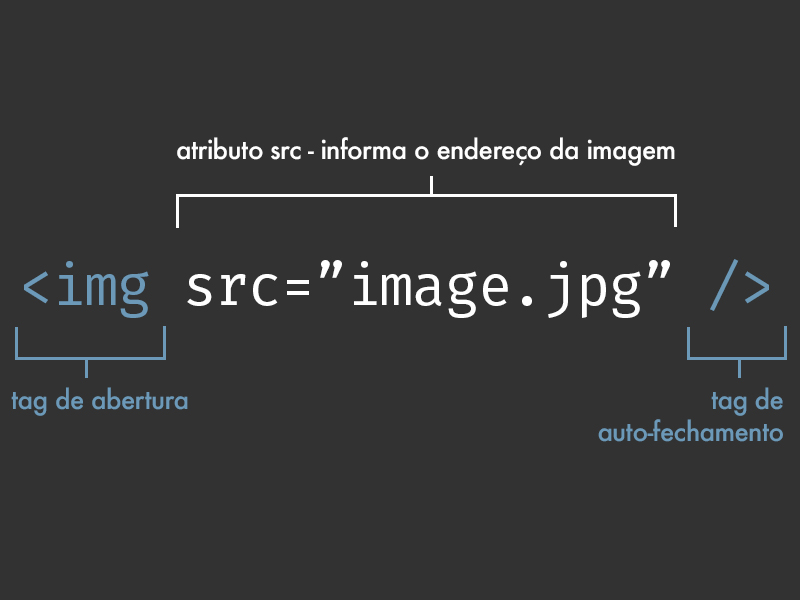 atributo src - informa o endereço da imagem
<img src=”image.jpg” />
tag de abertura
tag de
auto-fechamento